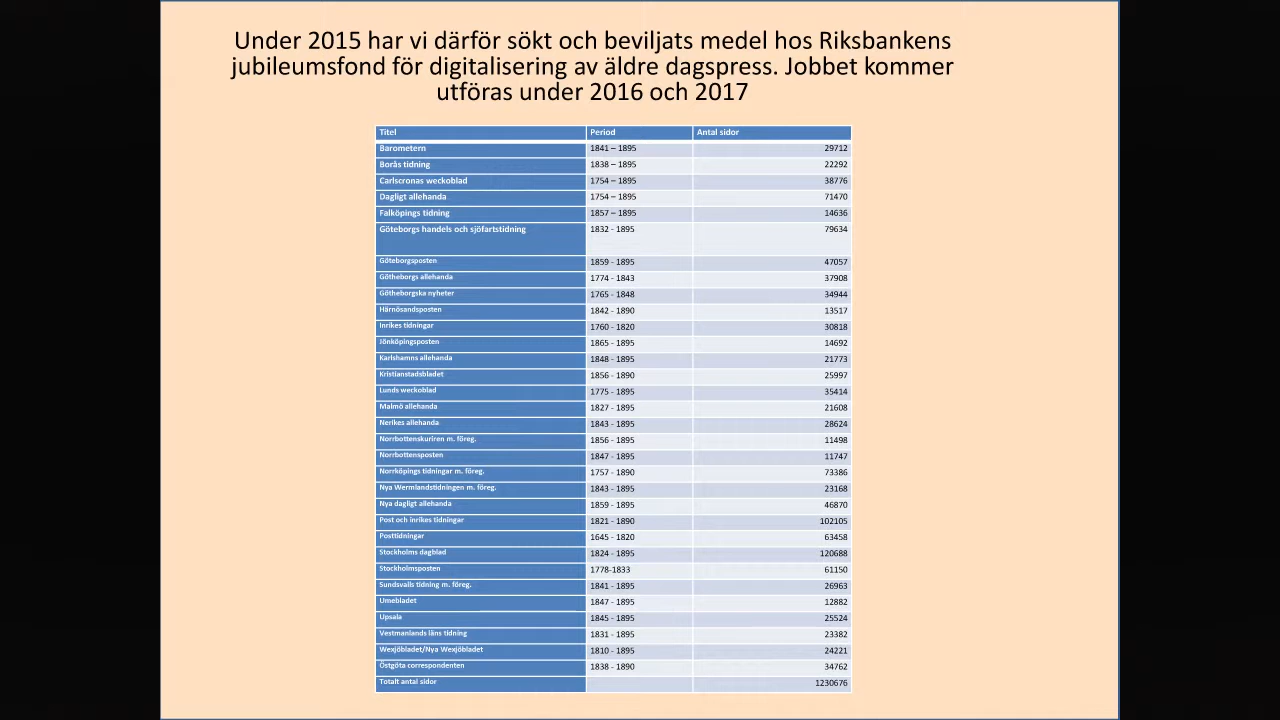 Under 2015 har vi därför sökt och beviljats medel hos Riksbankens
jubileumsfond för digitalisering av äldre dagspress. Jobbet kommer
utföras under 2016 och 2017
Titel Period Antal sidor
Barometern 1841 – 1895 29712
Borås tidning 1838 – 1895 22292
Carlscronas weckoblad 1754 – 1895 38776
Dagligt allehanda 1754 – 1895 71470
Falköpings tidning 1857 – 1895 14636
Göteborgs handels och sjöfartstidning 1832 - 1895 79634
Göteborgsposten 1859 - 1895 47057
Götheborgs allehanda 1774 - 1843 37908
Götheborgska nyheter 1765 - 1848 34944
Härnösandsposten 1842 - 1890 13517
Inrikes tidningar 1760 - 1820 30818
Jönköpingsposten 1865 - 1895 14692
Karlshamns allehanda 1848 - 1895 21773
Kristianstadsbladet 1856 - 1890 25997
Lunds weckoblad 1775 - 1895 35414
Malmö allehanda 1827 - 1895 21608
Nerikes allehanda 1843 - 1895 28624
Norrbottenskuriren m. föreg. 1856 - 1895 11498
Norrbottensposten 1847 - 1895 11747
Norrköpings tidningar m. föreg. 1757 - 1890 73386
Nya Wermlandstidningen m. föreg. 1843 - 1895 23168
Nya dagligt allehanda 1859 - 1895 46870
Post och inrikes tidningar 1821 - 1890 102105
Posttidningar 1645 - 1820 63458
Stockholms dagblad 1824 - 1895 120688
Stockholmsposten 1778-1833 61150
Sundsvalls tidning m. föreg. 1841 - 1895 26963
Umebladet 1847 - 1895 12882
Upsala 1845 - 1895 25524
Vestmanlands läns tidning 1831 - 1895 23382
Wexjöbladet/Nya Wexjöbladet 1810 - 1895 24221
Östgöta correspondenten 1838 - 1890 34762
Totalt antal sidor 1230676